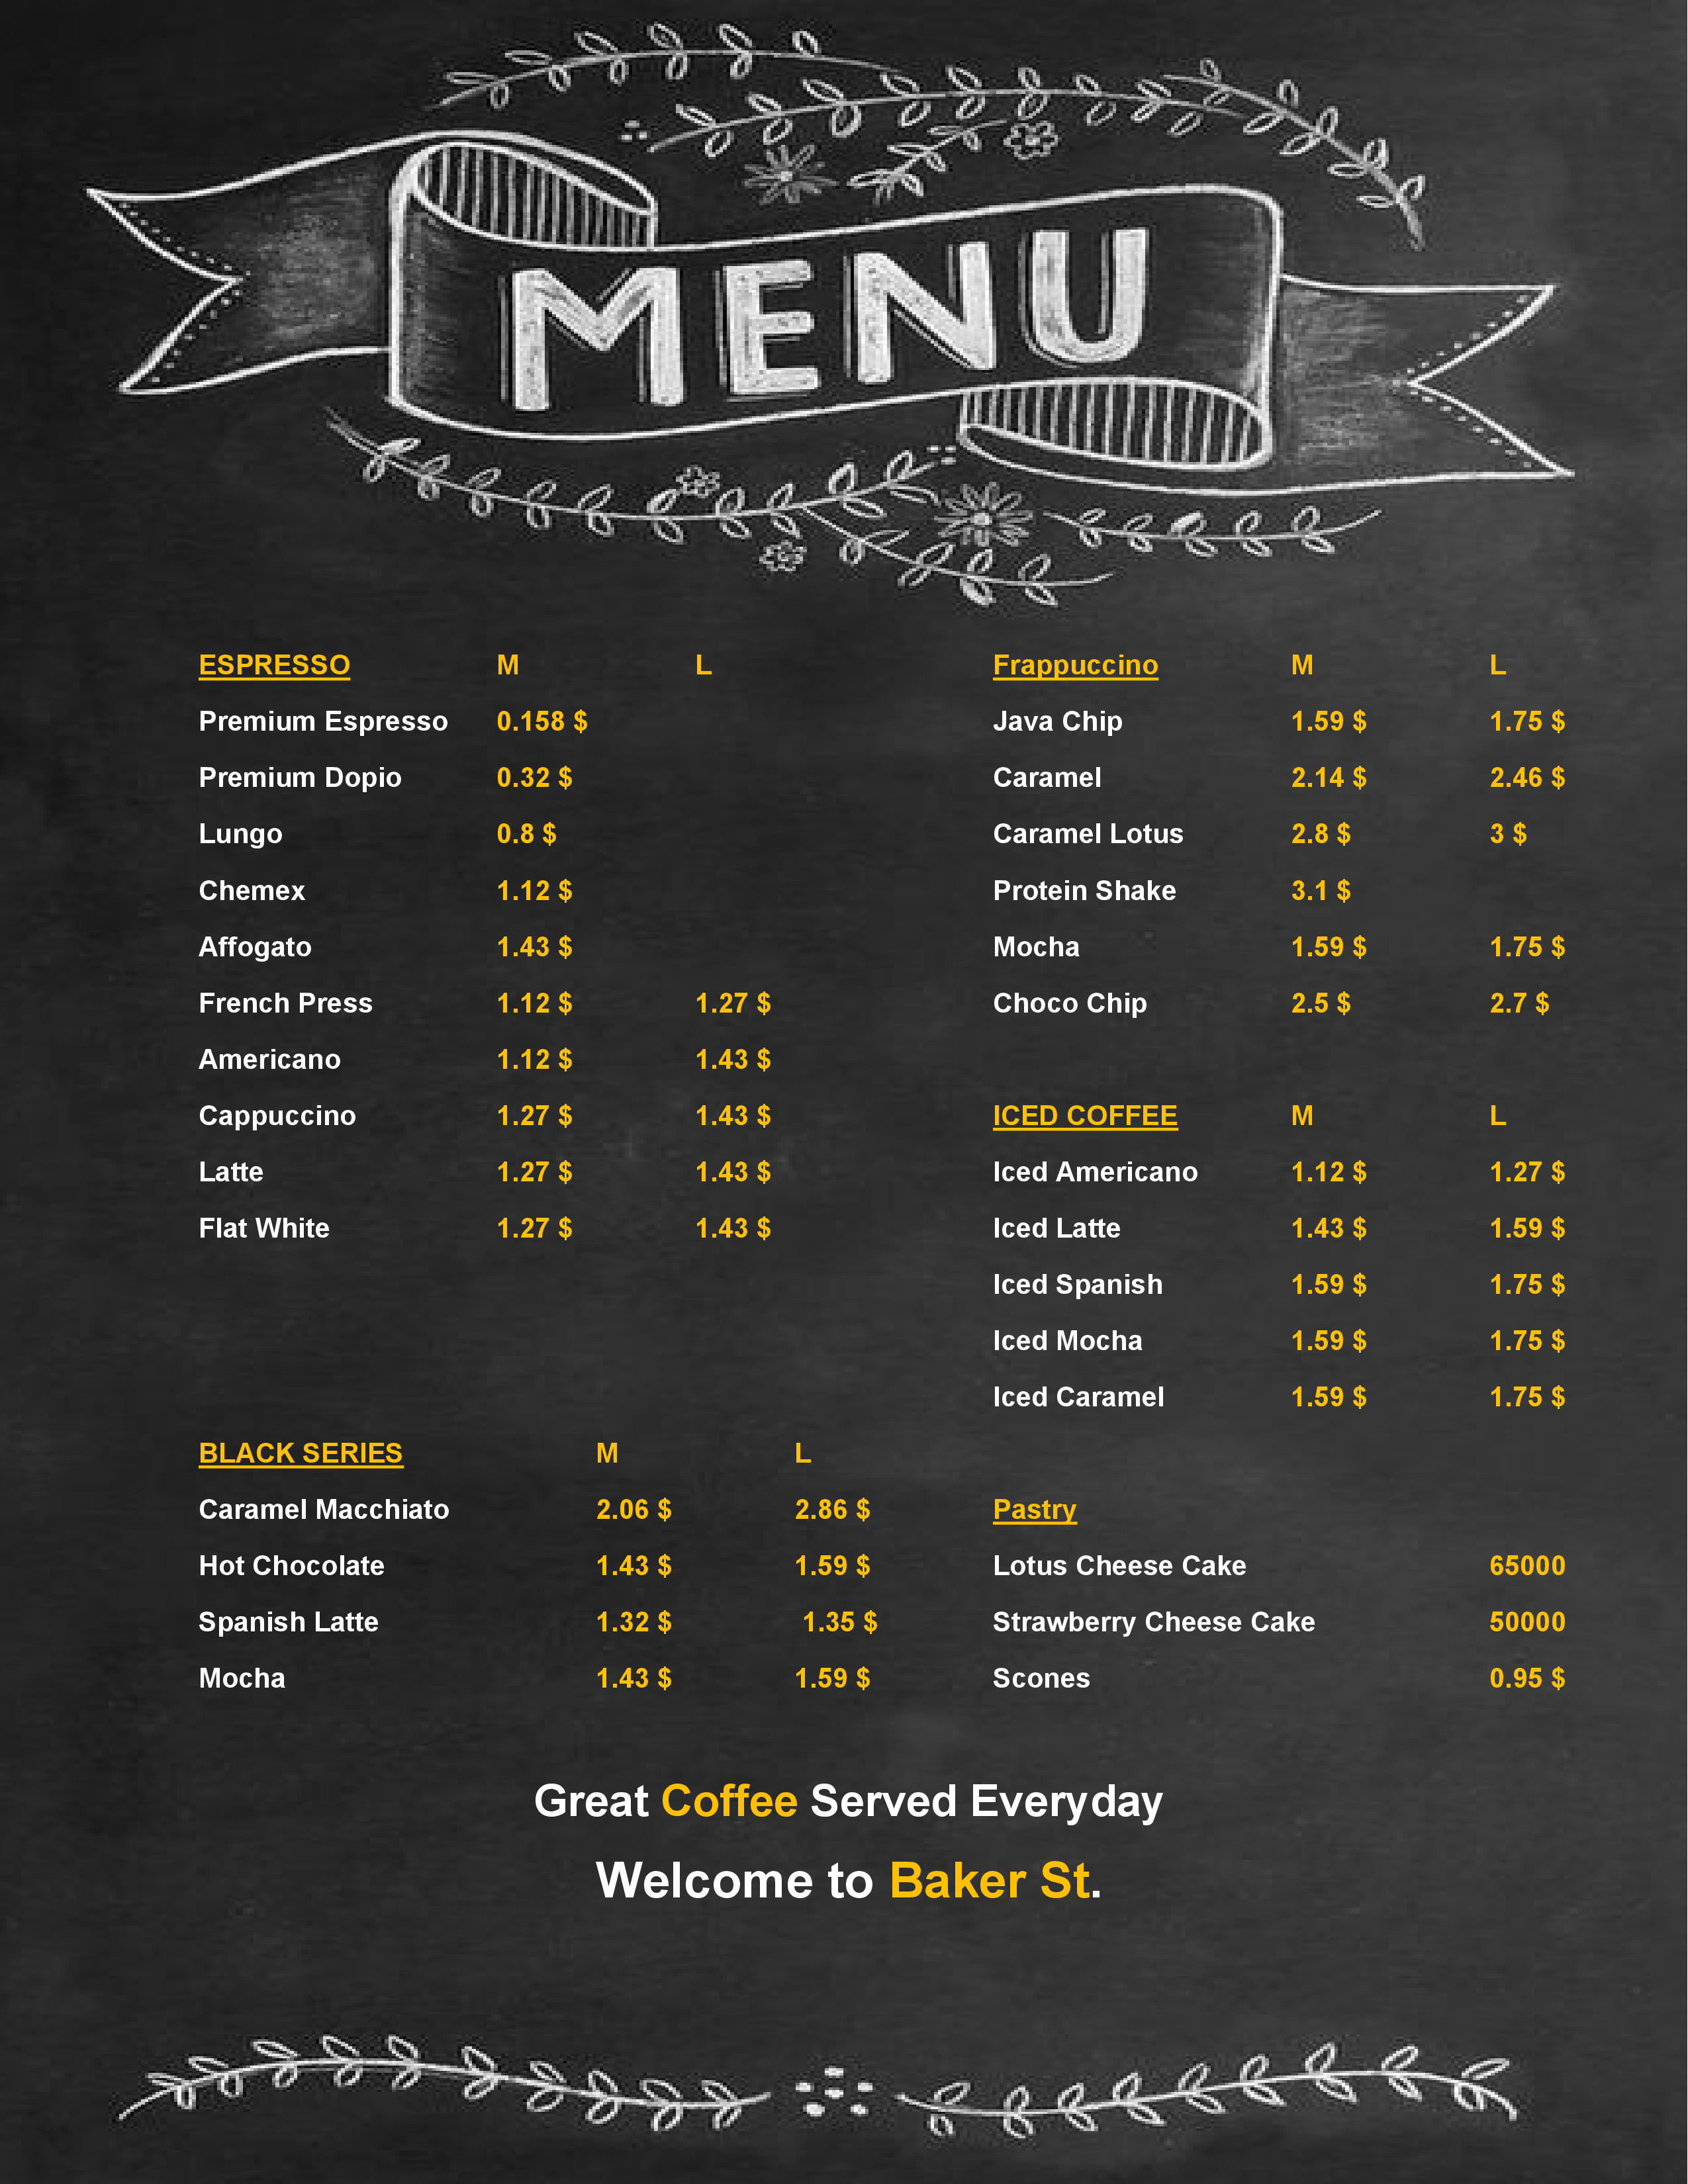 MENU
ESPRESSO M L
Premium Espresso 0.158 $
Premium Dopio 0.32 $
Lungo 0.8 $
Chemex 1.12 $
Affogato 1.43 $
French Press 1.12 $ 1.27 $
Americano 1.12 $ 1.43 $
Cappuccino 1.27 $ 1.43 $
Latte 1.27 $ 1.43 $
Flat White 1.27 $ 1.43 $
BLACK SERIES M L
Caramel Macchiato 2.06 $ 2.86 $
Hot Chocolate 1.43 $ 1.59 $
Spanish Latte 1.32 $ 1.35 $
Mocha 1.43 $ 1.59 $
Frappuccino M L
Java Chip 1.59 $ 1.75 $
Caramel 2.14 $ 2.46 $
Caramel Lotus 2.8 $ 3 $
Protein Shake 3.1 $
Mocha 1.59 $ 1.75 $
Choco Chip 2.5 $ 2.7 $
ICED COFFEE M L
Iced Americano 1.12 $ 1.27 $
Iced Latte 1.43 $ 1.59 $
Iced Spanish 1.59 $ 1.75 $
Iced Mocha 1.59 $ 1.75 $
Iced Caramel 1.59 $ 1.75 $
Pastry
Lotus Cheese Cake 65000
Strawberry Cheese Cake 50000
Scones 0.95 $
Great Coffee Served Everyday
Welcome to Baker St.